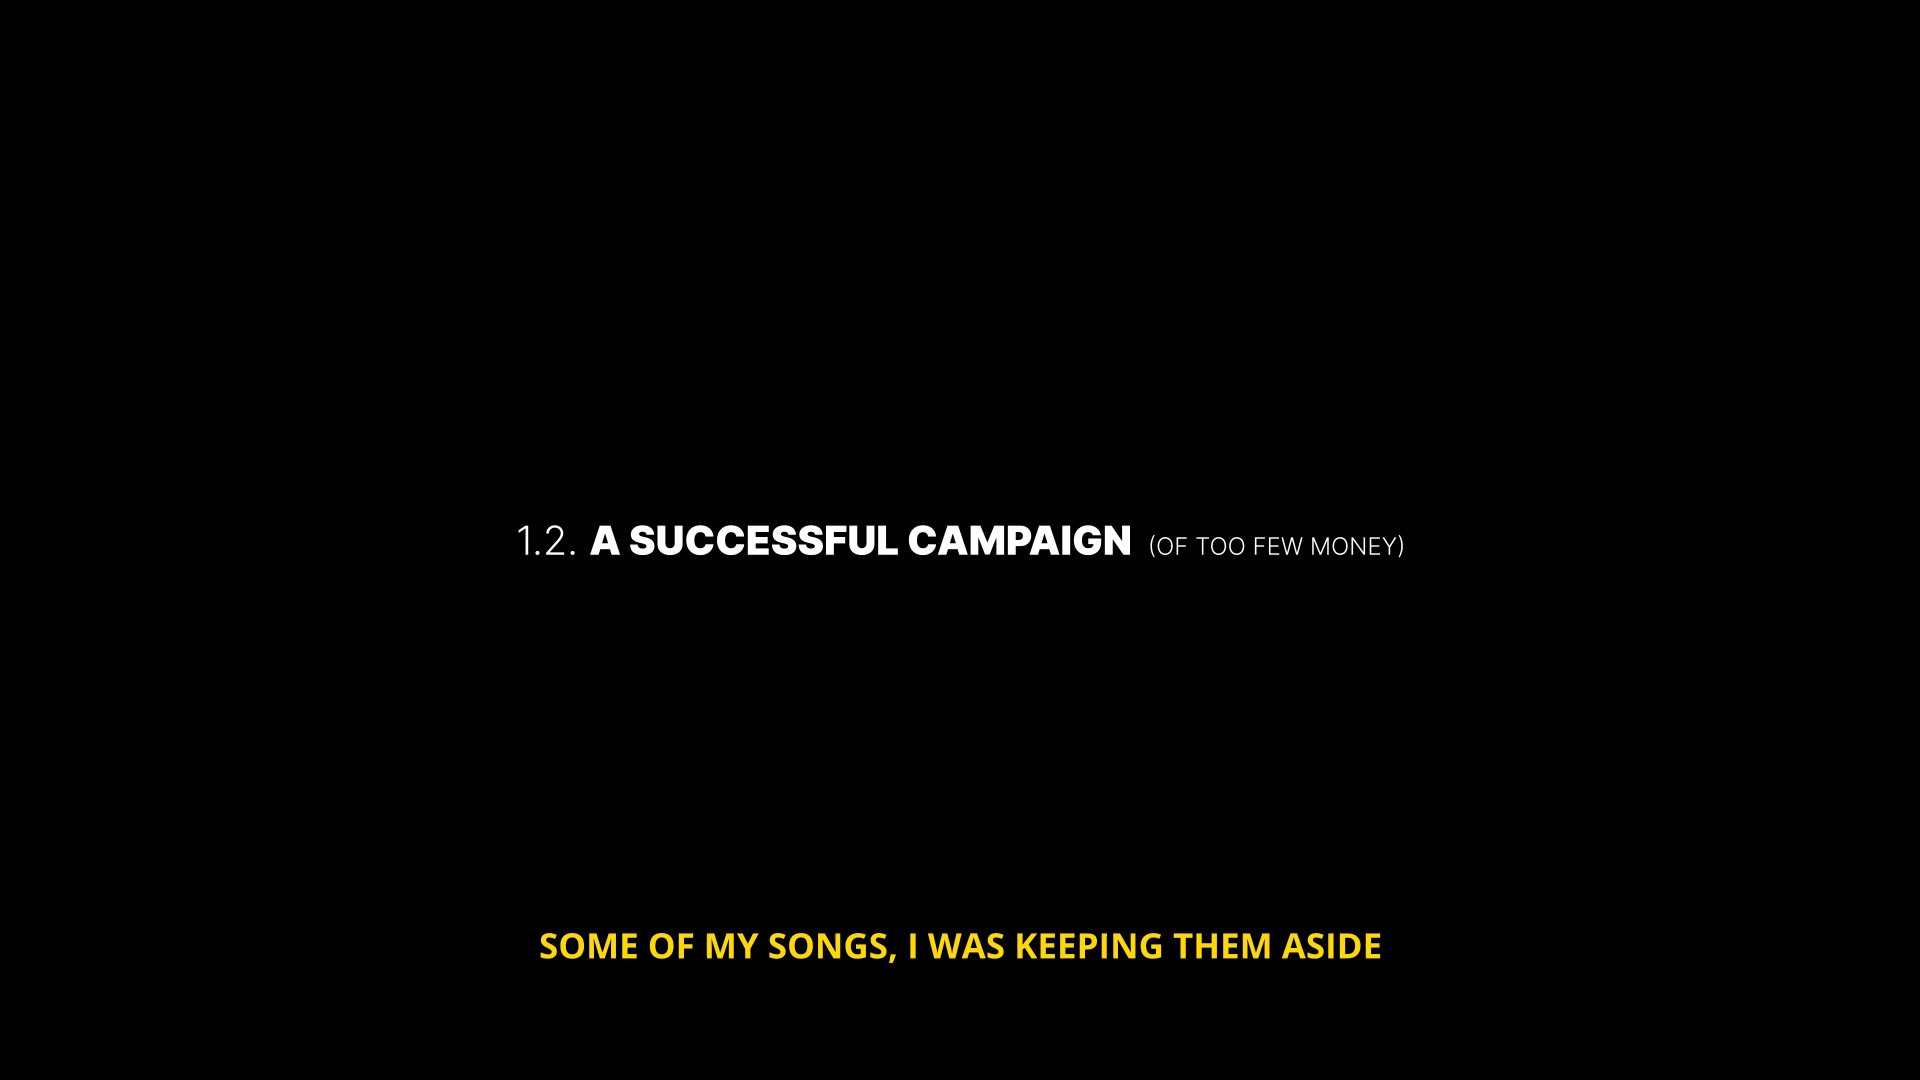 1.2. A SUCCESSFUL CAMPAIGN (OF TOO FEW MONEY)
SOME OF MY SONGS, I WAS KEEPING THEM ASIDE